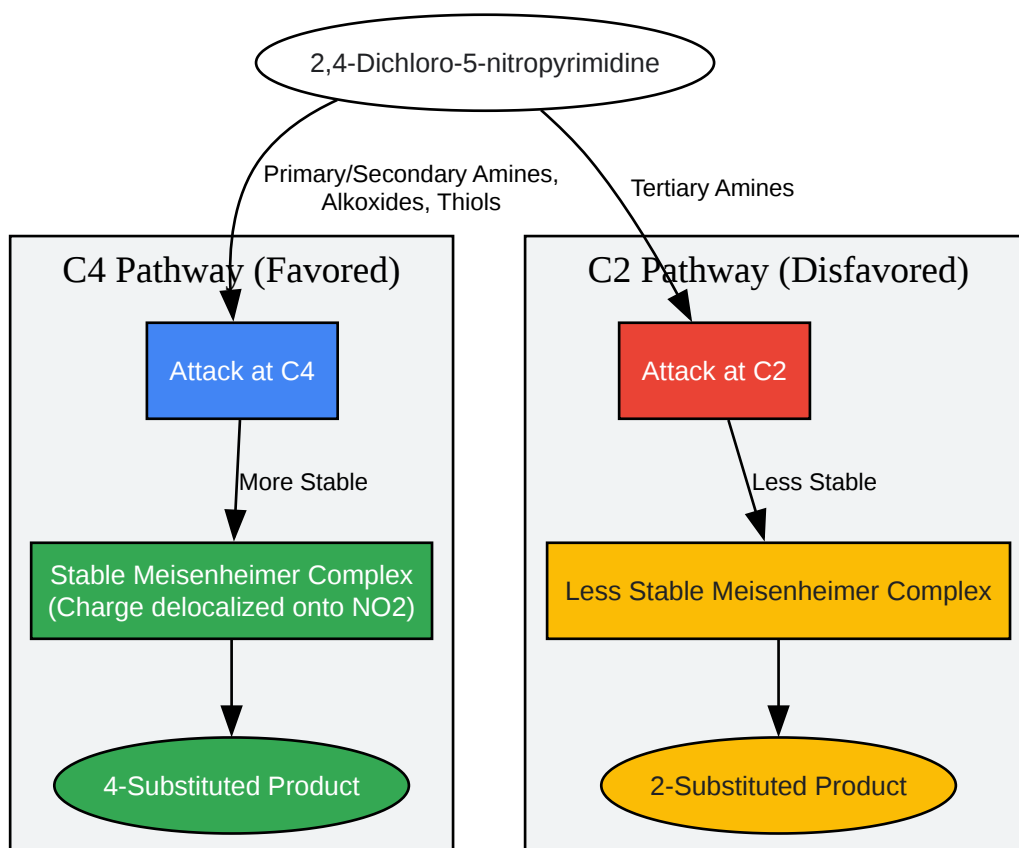 2,4-Dichloro-5-nitropyrimidine
Primary/Secondary Amines,
Alkoxides, Thiols
Tertiary Amines
C4 Pathway (Favored)
C2 Pathway (Disfavored)
Attack at C4
Attack at C2
More Stable
Less Stable
Stable Meisenheimer Complex
(Charge delocalized onto NO2)
Less Stable Meisenheimer Complex
4-Substituted Product
2-Substituted Product